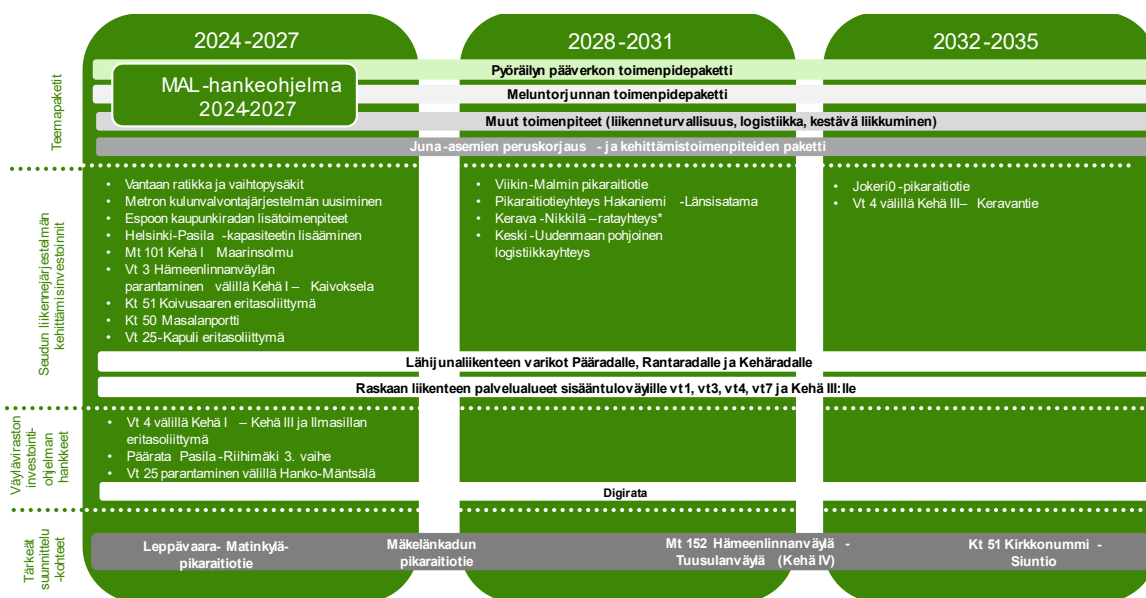 2024-2027
2028-2031
2032-2035
Teemapaketit
Pyöräilyn pääverkon toimenpidepaketti
MAL-hankeohjelma
2024-2027
Meluntorjunnan toimenpidepaketti
Muut toimenpiteet (liikenneturvallisuus, logistiikka, kestävä liikkuminen)
Juna-asemien peruskorjaus - ja kehittämistoimenpiteiden paketti
Seudun liikennejärjestelmän
kehittämisinvestoinnit
• Vantaan ratikka ja vaihtopysäkit
• Metron kulunvalvontajärjestelmän uusiminen
• Espoon kaupunkiradan lisätoimenpiteet
• Helsinki-Pasila -kapasiteetin lisääminen
• Mt 101 Kehä I Maarinsolmu
• Vt 3 Hämeenlinnanväylän
parantaminen välillä Kehä I – Kaivoksela
• Kt 51 Koivusaaren eritasoliittymä
• Kt 50 Masalanportti
• Vt 25-Kapuli eritasoliittymä
• Viikin-Malmin pikaraitiotie
• Pikaraitiotieyhteys Hakaniemi -Länsisatama
• Kerava -Nikkilä – ratayhteys*
• Keski -Uudenmaan pohjoinen
logistiikkayhteys
• Jokeri0 -pikaraitiotie
• Vt 4 välillä Kehä III– Keravantie
Lähijunaliikenteen varikot Pääradalle, Rantaradalle ja Kehäradalle
Raskaan liikenteen palvelualueet sisääntuloväylille vt1, vt3, vt4, vt7 ja Kehä III:lle
Väyläviraston
investointi-
ohjelman
hankkeet
• Vt 4 välillä Kehä I – Kehä III ja Ilmasillan
eritasoliittymä
• Päärata Pasila -Riihimäki 3. vaihe
• Vt 25 parantaminen välillä Hanko-Mäntsälä
Digirata
Tärkeät
suunnittelu
-kohteet
Leppävaara- Matinkylä-
pikaraitiotie
Mäkelänkadun
pikaraitiotie
Mt 152 Hämeenlinnanväylä -
Tuusulanväylä (Kehä IV)
Kt 51 Kirkkonummi -
Siuntio